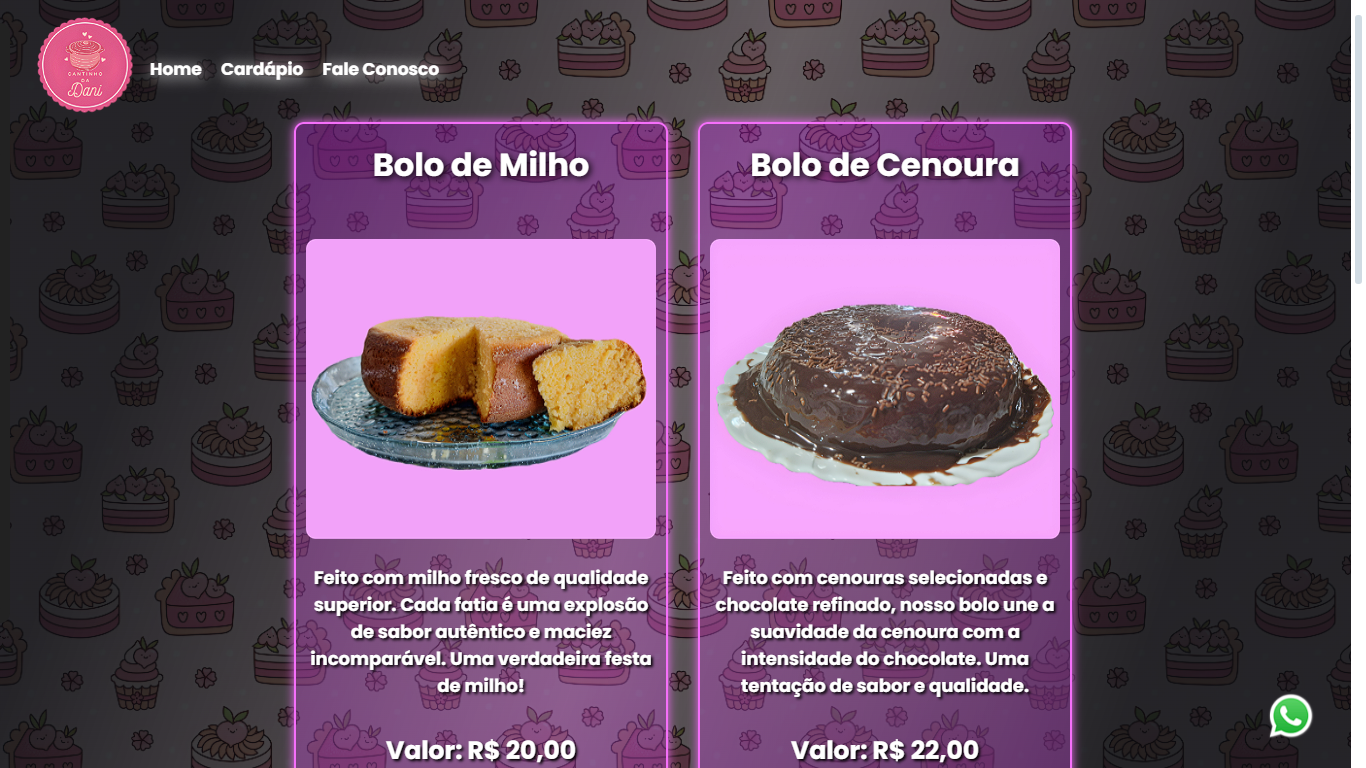 CANTINHO
DA
Dani
Home Cardápio Fale Conosco
Bolo de Milho
Feito com milho fresco de qualidade
superior. Cada fatia é uma explosão
de sabor autêntico e maciez
incomparável. Uma verdadeira festa
de milho!
Valor: R$ 20,00
Bolo de Cenoura
Feito com cenouras selecionadas e
chocolate refinado, nosso bolo une a
suavidade da cenoura com a
intensidade do chocolate. Uma
tentação de sabor e qualidade.
Valor: R$ 22,00